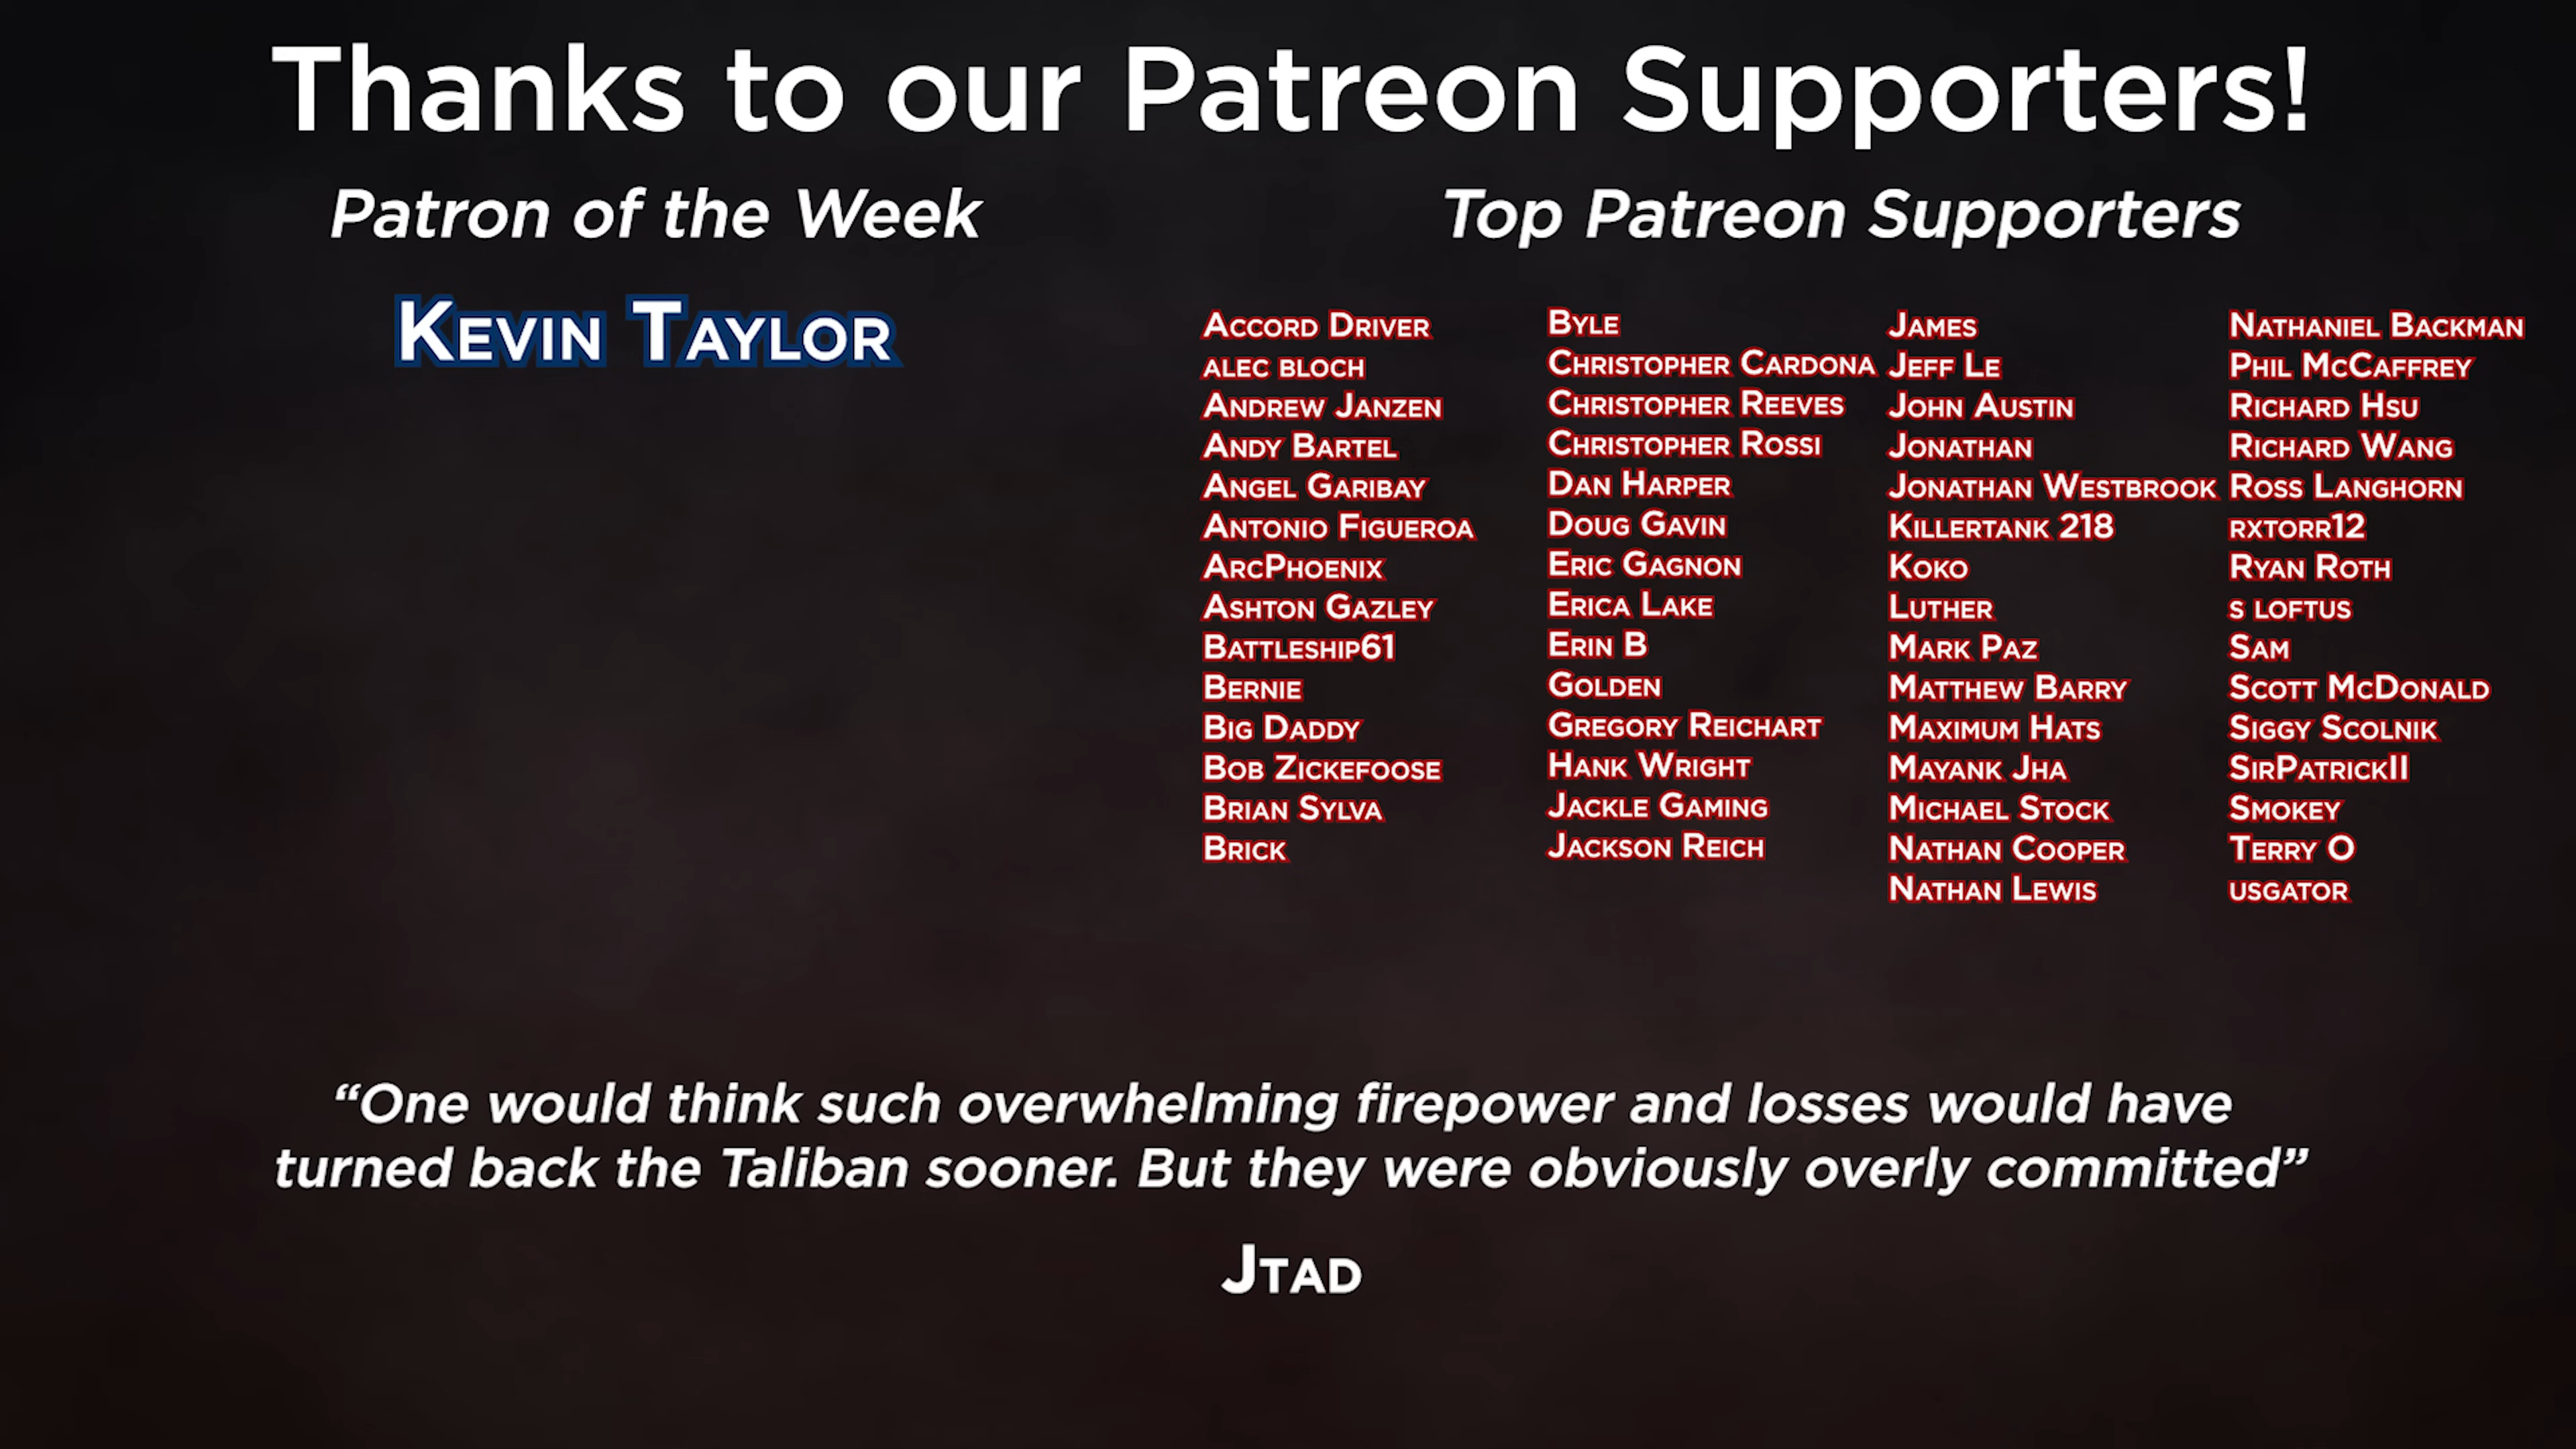 Thanks to our Patreon Supporters!
Patron of the Week
Kevin Taylor
Top Patreon Supporters
Accord Driver
alec bloch
Andrew Janzen
Andy Bartel
Angel Garibay
Antonio Figueroa
ArcPhoenix
Ashton Gazley
Battleship61
Bernie
Big Daddy
Bob Zickefoose
Brian Sylva
Brick
Byle
Christopher Cardona
Christopher Reeves
Christopher Rossi
Dan Harper
Doug Gavin
Eric Gagnon
Erica Lake
Erin B
Golden
Gregory Reichart
Hank Wright
Jackle Gaming
Jackson Reich
James
Jeff Le
John Austin
Jonathan
Jonathan Westbrook
Killertank 218
Koko
Luther
Mark Paz
Matthew Barry
Maximum Hats
Mayank Jha
Michael Stock
Nathan Cooper
Nathan Lewis
Nathaniel Backman
Phil McCaffrey
Richard Hsu
Richard Wang
Ross Langhorn
rxtorr12
Ryan Roth
s loftus
Sam
Scott McDonald
Siggy Scolnik
SirPatrickII
Smokey
Terry O
usgator
“One would think such overwhelming firepower and losses would have
turned back the Taliban sooner. But they were obviously overly committed”
Jtad